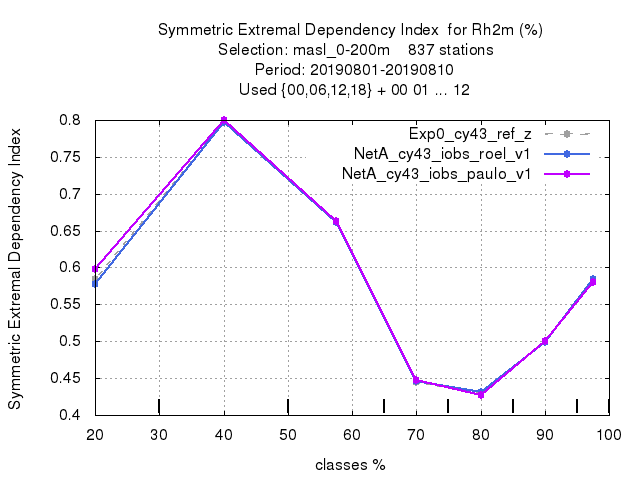 Symmetric Extremal Dependency Index  for Rh2m (%)
Selection: masl_0-200m    837 stations
Period: 20190801-20190810
Used {00,06,12,18} + 00 01 ... 12
Exp0_cy43_ref_z
NetA_cy43_iobs_roel_v1
NetA_cy43_iobs_paulo_v1
Symmetric Extremal Dependency Index
0.8
0.75
0.7
0.65
0.6
0.55
0.5
0.45
0.4
20 30 40 50 60 70 80 90 100
classes %